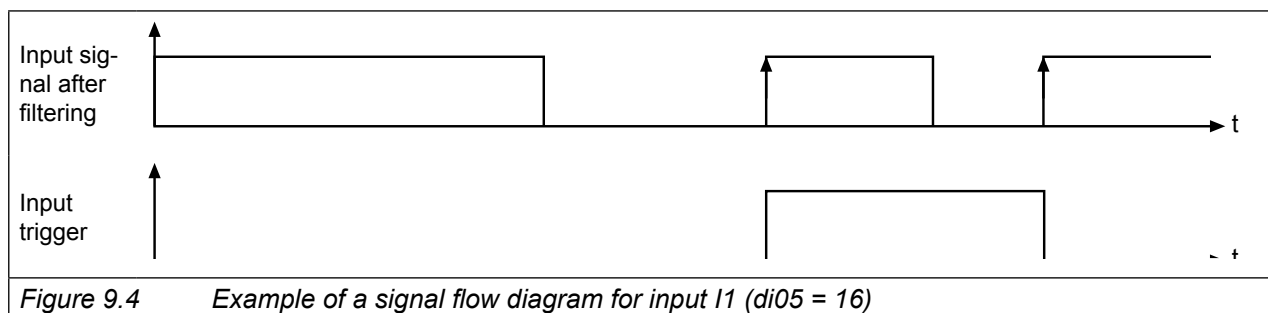 Input sig-
nal after
filtering
t
Input
trigger
t
Figure 9.4 Example of a signal flow diagram for input I1 (di05 = 16)